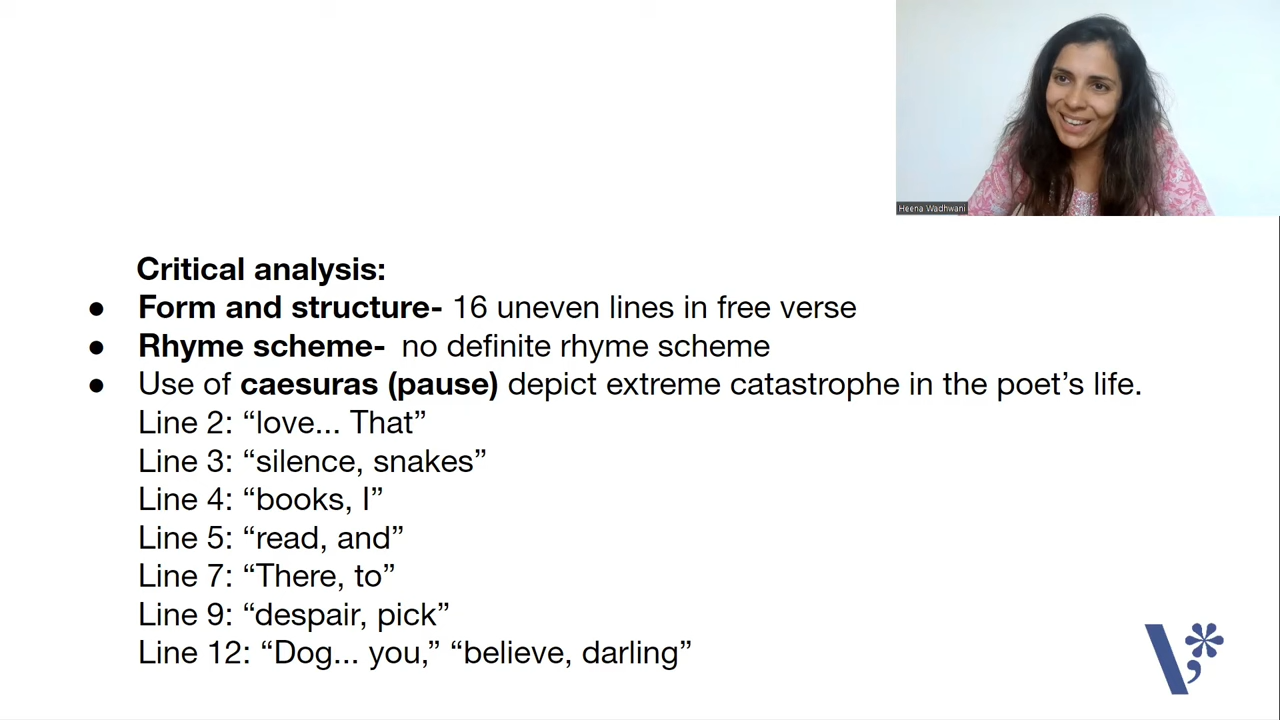 Heena Wadhwani
Critical analysis:
● Form and structure- 16 uneven lines in free verse
● Rhyme scheme- no definite rhyme scheme
● Use of caesuras (pause) depict extreme catastrophe in the poet’s life.
Line 2: “love... That”
Line 3: “silence, snakes”
Line 4: “books, I”
Line 5: “read, and”
Line 7: “There, to”
Line 9: “despair, pick”
Line 12: “Dog... you,” “believe, darling”